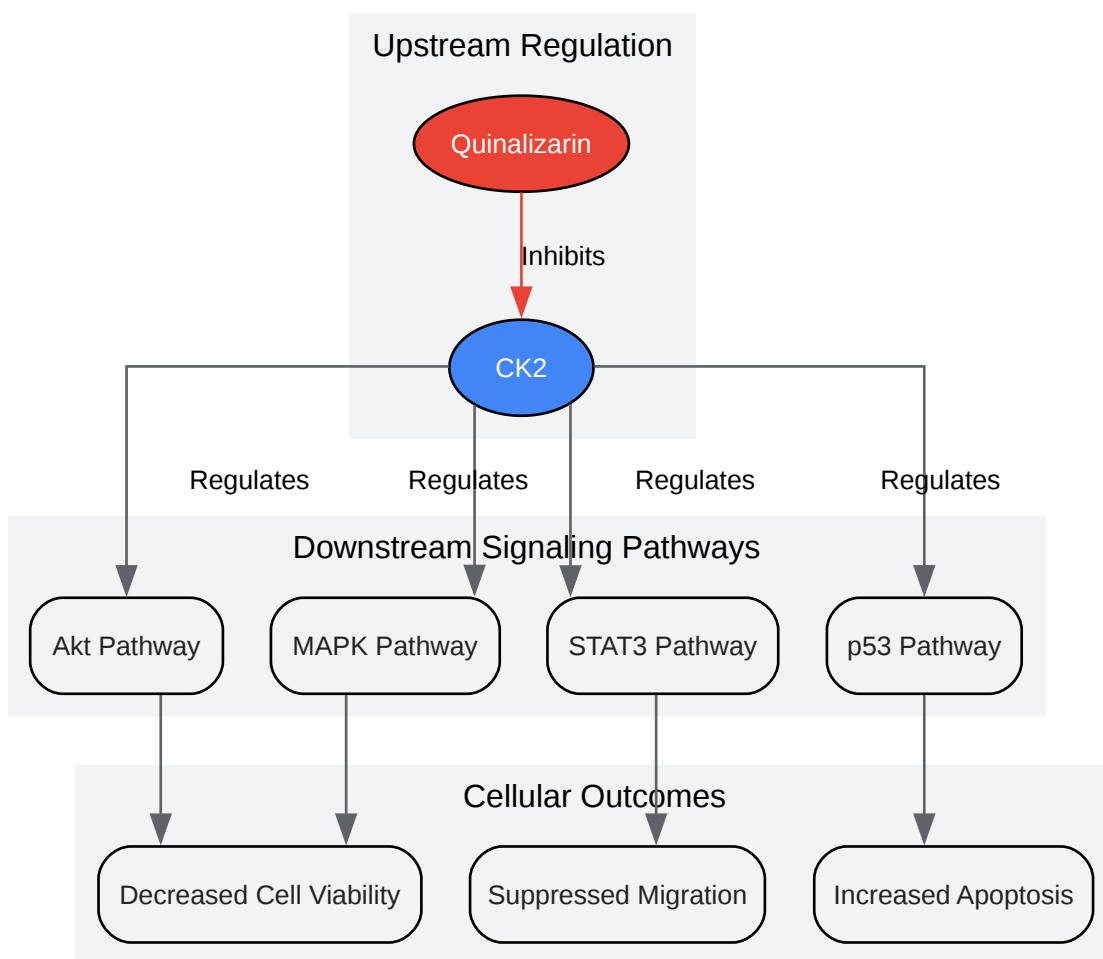 Upstream Regulation
Quinalizarin
Inhibits
CK2
Regulates
Regulates
Regulates
Regulates
Downstream Signaling Pathways
Akt Pathway
MAPK Pathway
STAT3 Pathway
p53 Pathway
Cellular Outcomes
Decreased Cell Viability
Suppressed Migration
Increased Apoptosis